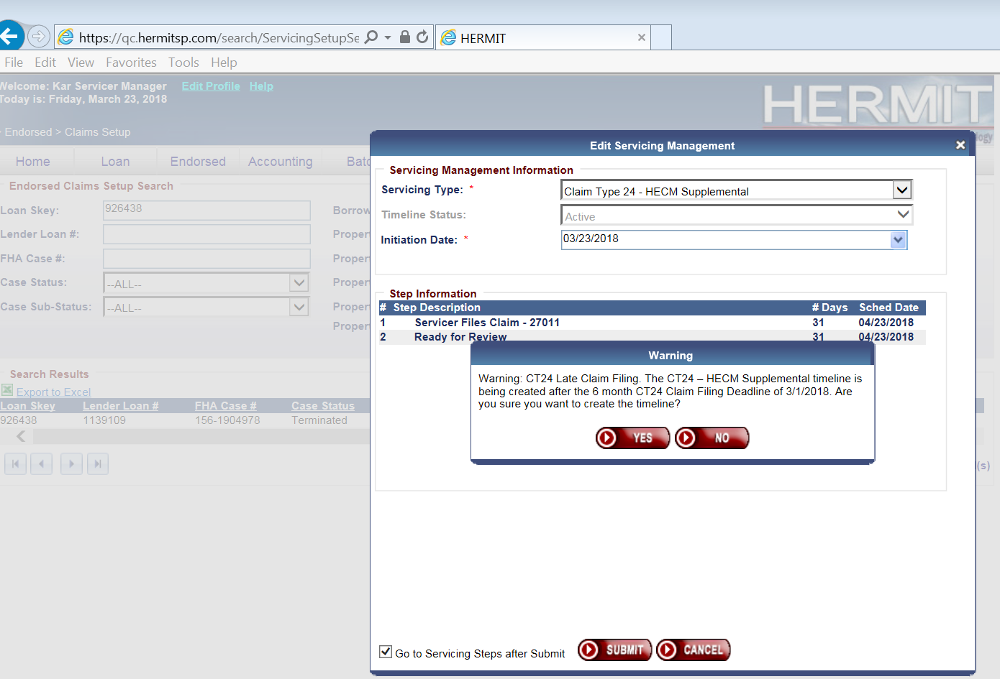 https://qc.hermitsp.com/search/ServicingSetupSe
HERMIT
File Edit View Favorites Tools Help
Welcome: Kar Servicer Manager Edit Profile Help
Today is: Friday, March 23, 2018
HERMIT
Endorsed > Claims Setup
Home Loan Endorsed Accounting Batc
Endorsed Claims Setup Search
Loan Skey: 926438 Borrow
Lender Loan #: Proper
FHA Case #: Proper
Case Status: --ALL-- Proper
Case Sub-Status: --ALL-- Proper
Proper
Search Results
Export to Excel
Loan Skey Lender Loan # FHA Case # Case Status
926438 1139109 156-1904978 Terminated
(s)
Edit Servicing Management
Servicing Management Information
Servicing Type: * Claim Type 24 - HECM Supplemental
Timeline Status: Active
Initiation Date: * 03/23/2018
Step Information
# Step Description # Days Sched Date
1 Servicer Files Claim - 27011 31 04/23/2018
2 Ready for Review 31 04/23/2018
Warning
Warning: CT24 Late Claim Filing. The CT24 – HECM Supplemental timeline is
being created after the 6 month CT24 Claim Filing Deadline of 3/1/2018. Are
you sure you want to create the timeline?
YES NO
Go to Servicing Steps after Submit SUBMIT CANCEL